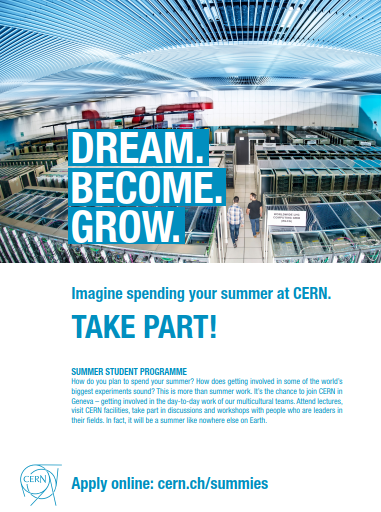 DREAM.
BECOME.
GROW.
WORLDWIDE LHC
COMPUTING GRID
Imagine spending your summer at CERN.
TAKE PART!
SUMMER STUDENT PROGRAMME
How do you plan to spend your summer? How does getting involved in some of the world's
biggest experiments sound? This is more than summer work. It's the chance to join CERN in
Geneva – getting involved in the day-to-day work of our multicultural teams. Attend lectures,
visit CERN facilities, take part in discussions and workshops with people who are leaders in
their fields. In fact, it will be a summer like nowhere else on Earth.
CERN
Apply online: cern.ch/summies